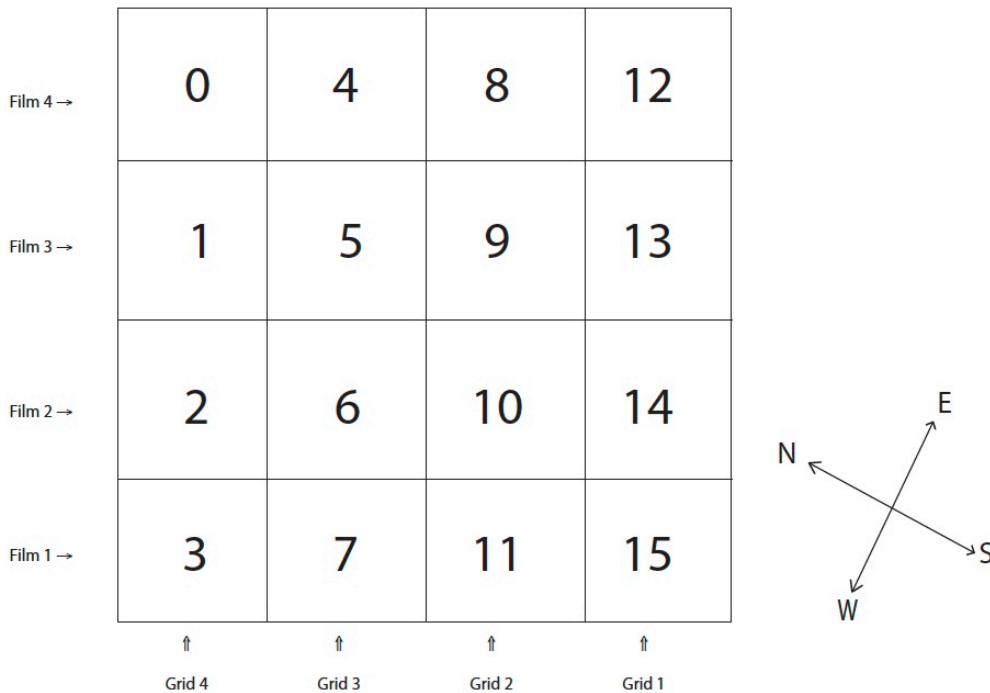 Film 4 → 0 4 8 12
Film 3 → 1 5 9 13
Film 2 → 2 6 10 14
Film 1 → 3 7 11 15
⇑ ⇑ ⇑ ⇑
Grid 4 Grid 3 Grid 2 Grid 1
E
N
S
W